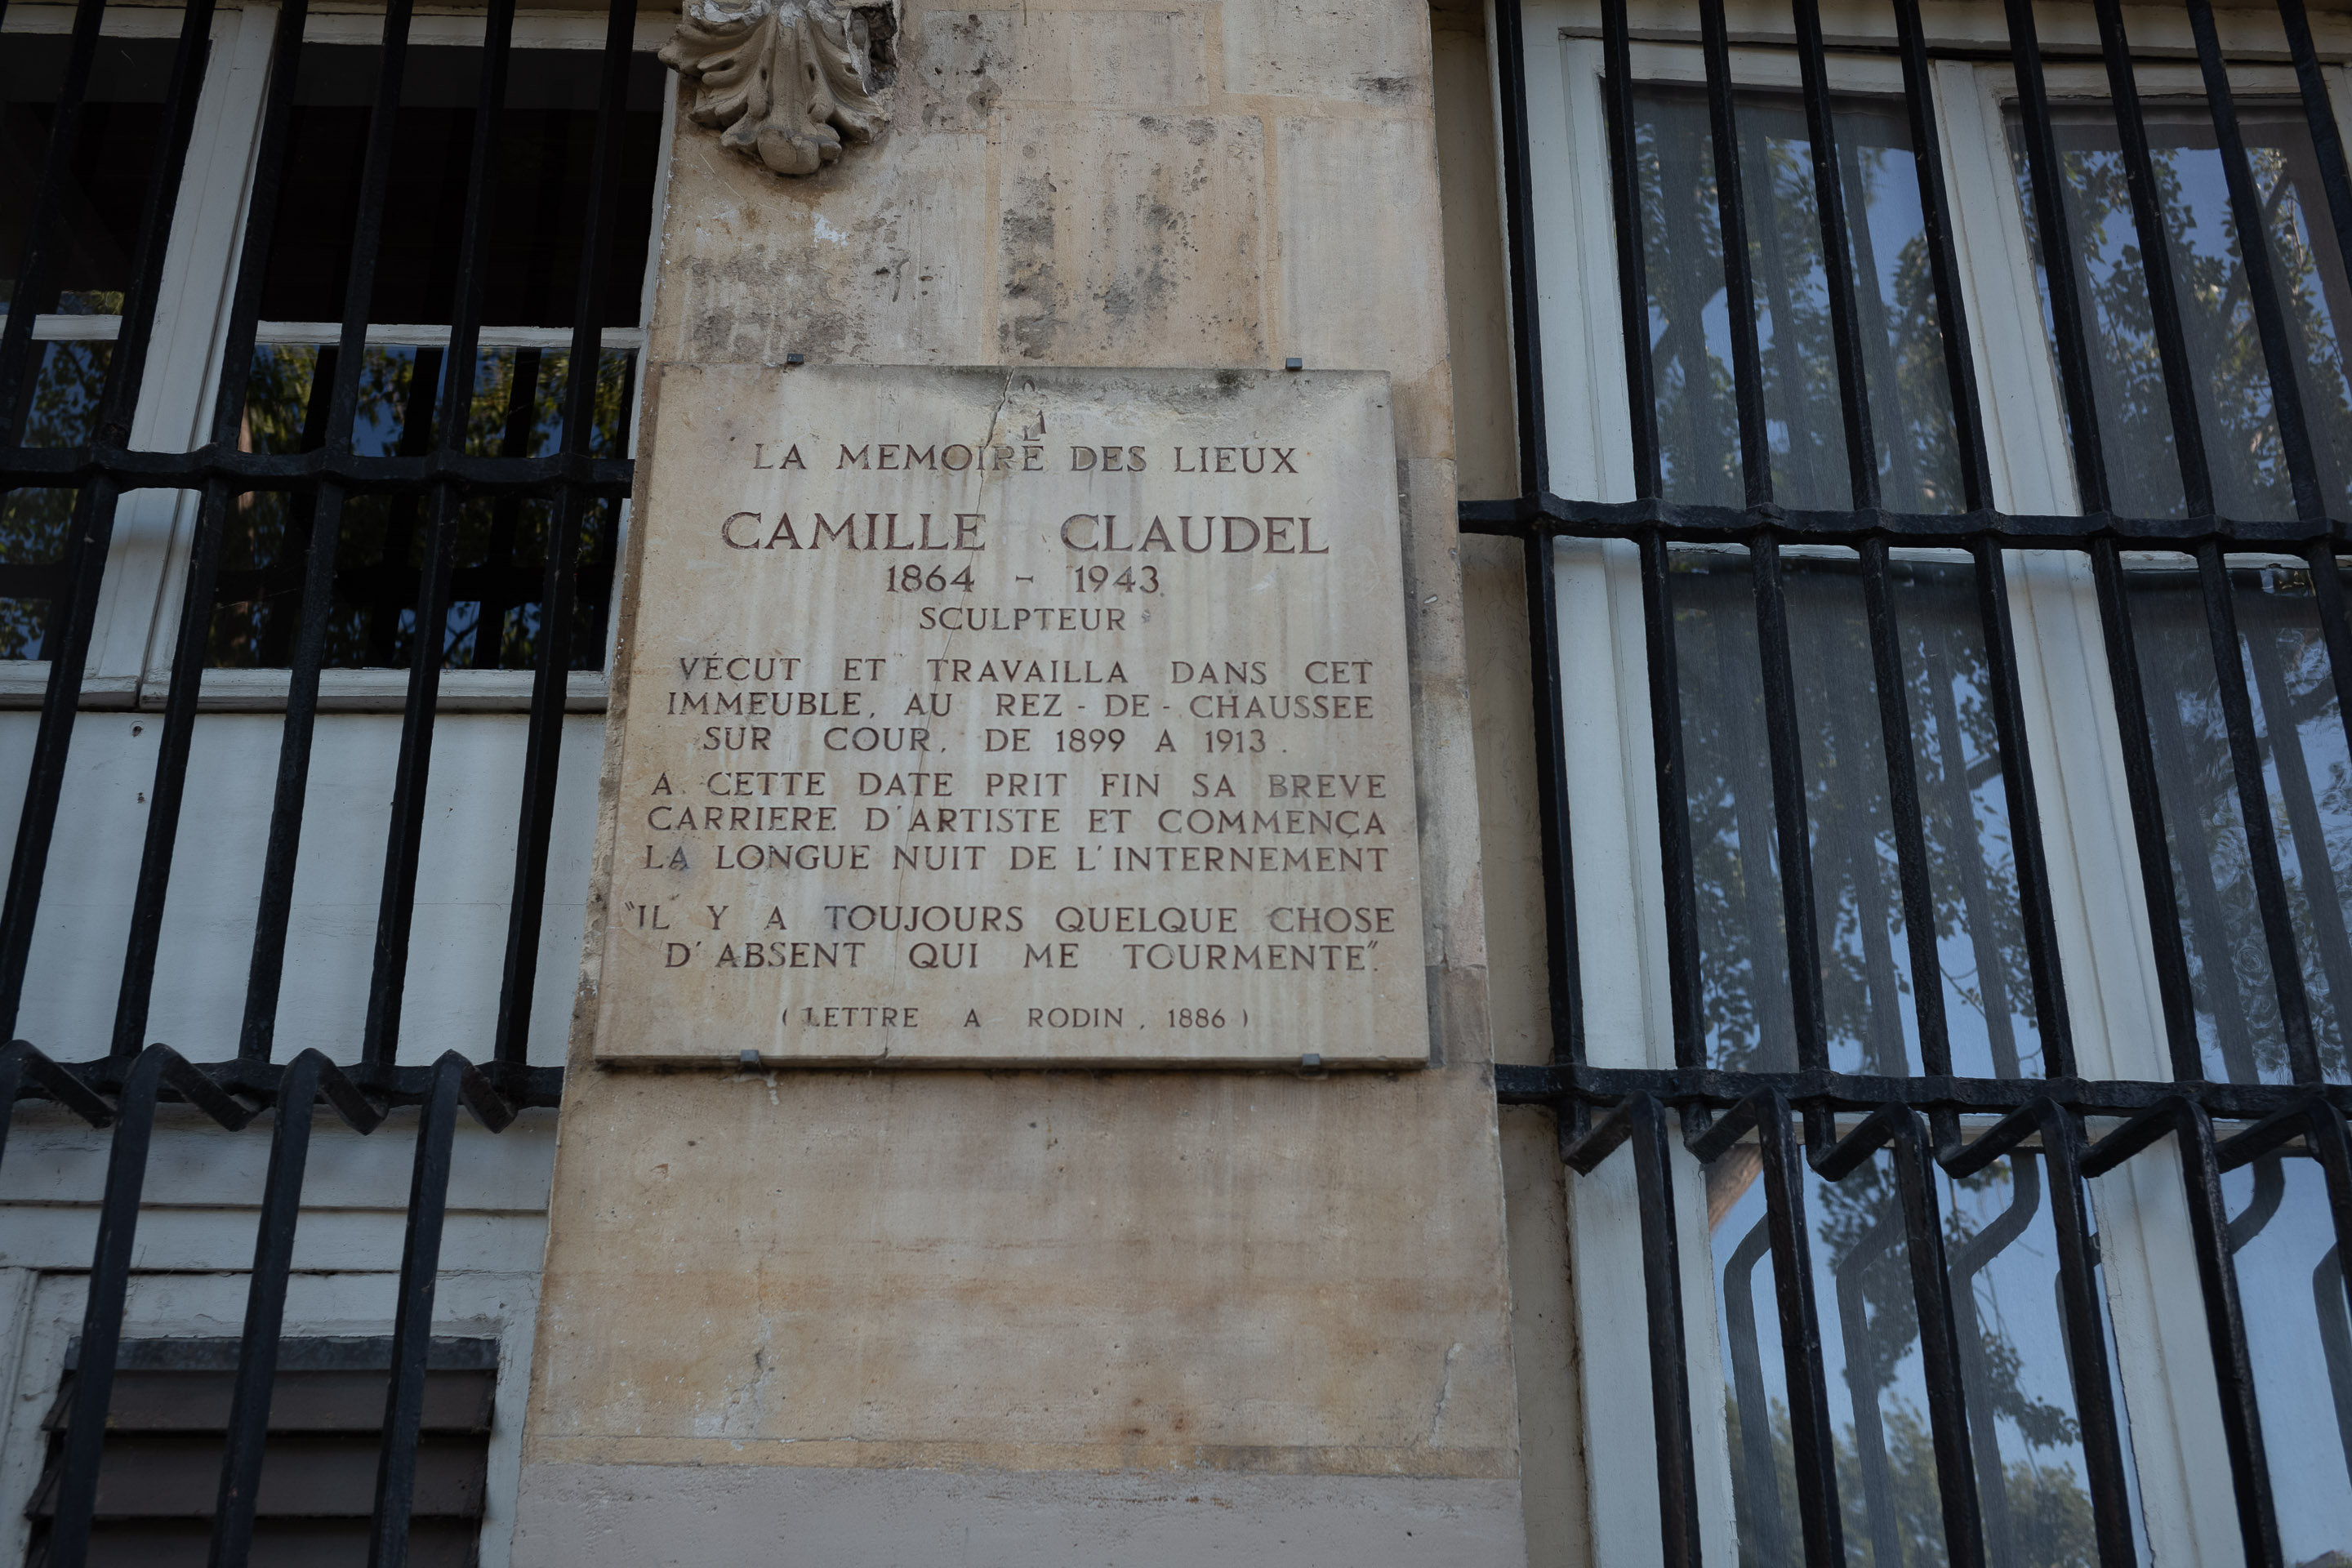 LA MEMOIRE DES LIEUX
CAMILLE CLAUDEL
1864 - 1943
SCULPTEUR
VÉCUT ET TRAVAILLA DANS CET
IMMEUBLE, AU REZ-DE-CHAUSSEE
SUR COUR, DE 1899 A 1913.
A CETTE DATE PRIT FIN SA BREVE
CARRIERE D'ARTISTE ET COMMENÇA
LA LONGUE NUIT DE L'INTERNEMENT
"IL Y A TOUJOURS QUELQUE CHOSE
D'ABSENT QUI ME TOURMENTE".
(LETTRE A RODIN, 1886)